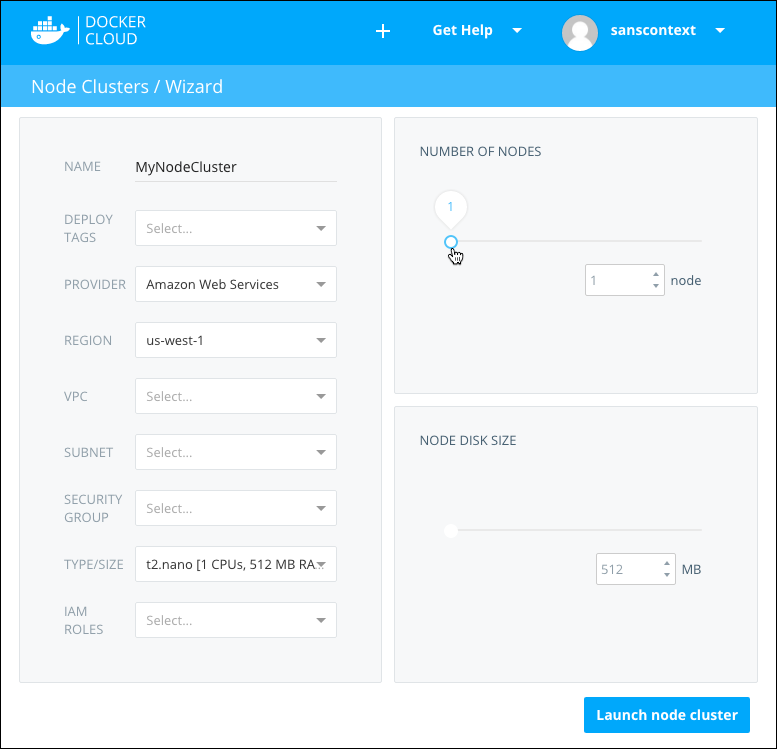 DOCKER
CLOUD
+ Get Help sanscontext
Node Clusters / Wizard
NAME MyNodeCluster
DEPLOY
TAGS
Select...
PROVIDER Amazon Web Services
REGION us-west-1
VPC Select...
SUBNET Select...
SECURITY
GROUP
Select...
TYPE/SIZE t2.nano [1 CPUs, 512 MB RA...
IAM
ROLES
Select...
NUMBER OF NODES
1
1 node
NODE DISK SIZE
512 MB
Launch node cluster